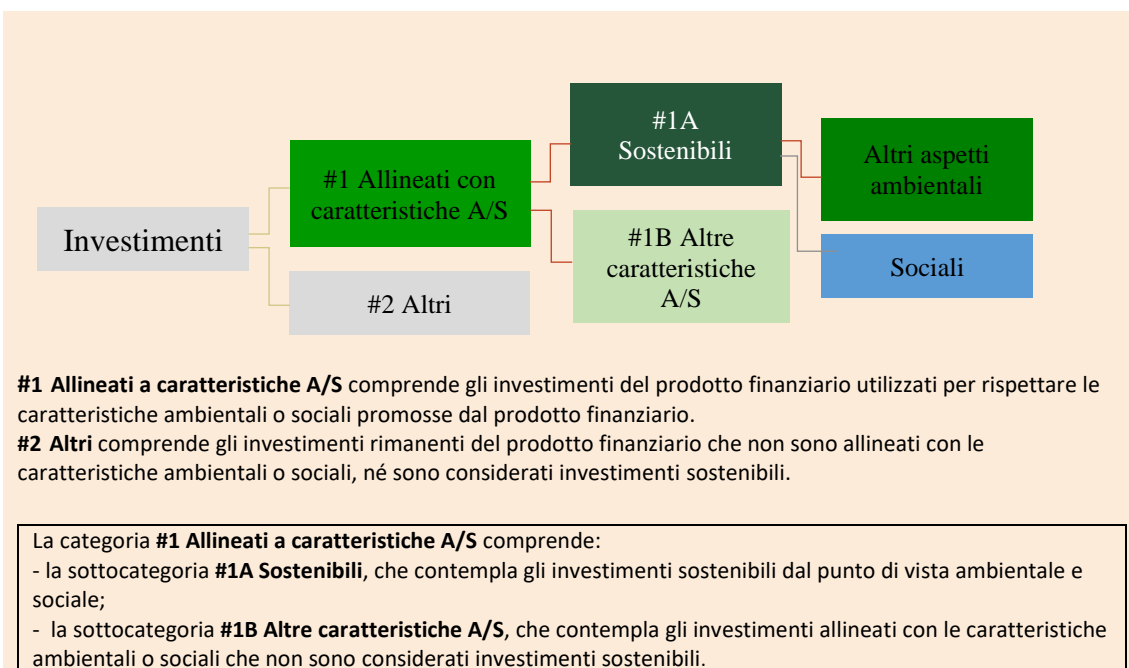 #1A
Sostenibili
Altri aspetti
ambientali
#1 Allineati con
caratteristiche A/S
Investimenti
#1B Altre
caratteristiche
A/S
Sociali
#2 Altri
#1 Allineati a caratteristiche A/S comprende gli investimenti del prodotto finanziario utilizzati per rispettare le
caratteristiche ambientali o sociali promosse dal prodotto finanziario.
#2 Altri comprende gli investimenti rimanenti del prodotto finanziario che non sono allineati con le
caratteristiche ambientali o sociali, né sono considerati investimenti sostenibili.
La categoria #1 Allineati a caratteristiche A/S comprende:
- la sottocategoria #1A Sostenibili, che contempla gli investimenti sostenibili dal punto di vista ambientale e
sociale;
- la sottocategoria #1B Altre caratteristiche A/S, che contempla gli investimenti allineati con le caratteristiche
ambientali o sociali che non sono considerati investimenti sostenibili.